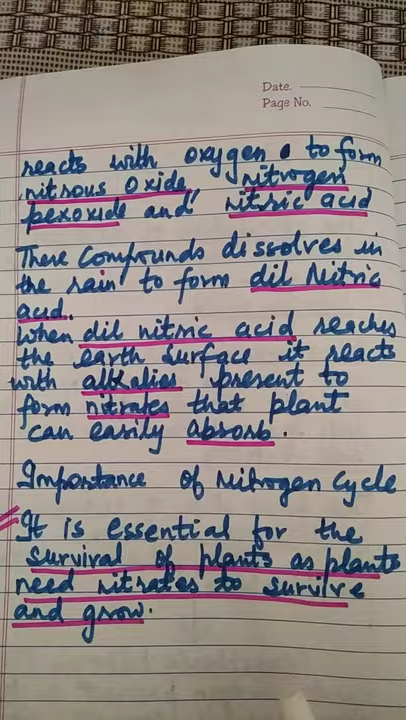 Date.
Page No.
reacts with oxygen to form
nitrous oxide, nitrogen
pexoxide and nitric acid
These Compounds dissolves in
the rain to form dil Nitric
acid.
When dil nitric acid reaches
the earth surface it reacts
with alkalies present to
form nitrates that plant
can easily absorb.
Importance of Nitrogen Cycle
It is essential for the
survival of plants as plants
need nitrates to survive
and grow.